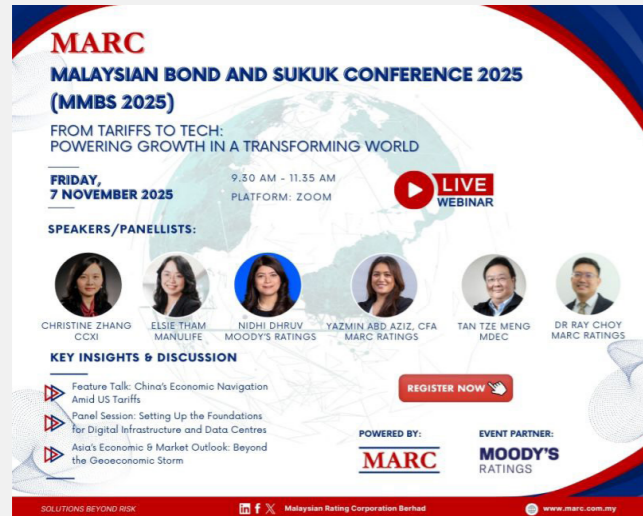 MARC
MALAYSIAN BOND AND SUKUK CONFERENCE 2025
(MMBS 2025)
FROM TARIFFS TO TECH:
POWERING GROWTH IN A TRANSFORMING WORLD
FRIDAY,
7 NOVEMBER 2025
9.30 AM - 11.35 AM
PLATFORM: ZOOM
LIVE
WEBINAR
SPEAKERS/PANELLISTS:
CHRISTINE ZHANG
CCXI
ELSIE THAM
MANULIFE
NIDHI DHRUV
MOODY'S RATINGS
YAZMIN ABD AZIZ, CFA
MARC RATINGS
TAN TZE MENG
MDEC
DR RAY CHOY
MARC RATINGS
KEY INSIGHTS & DISCUSSION
Feature Talk: China's Economic Navigation
Amid US Tariffs
Panel Session: Setting Up the Foundations
for Digital Infrastructure and Data Centres
Asia's Economic & Market Outlook: Beyond
the Geoeconomic Storm
REGISTER NOW
POWERED BY:
MARC
EVENT PARTNER:
MOODY'S
RATINGS
SOLUTIONS BEYOND RISK
in f X Malaysian Rating Corporation Berhad
www.marc.com.my